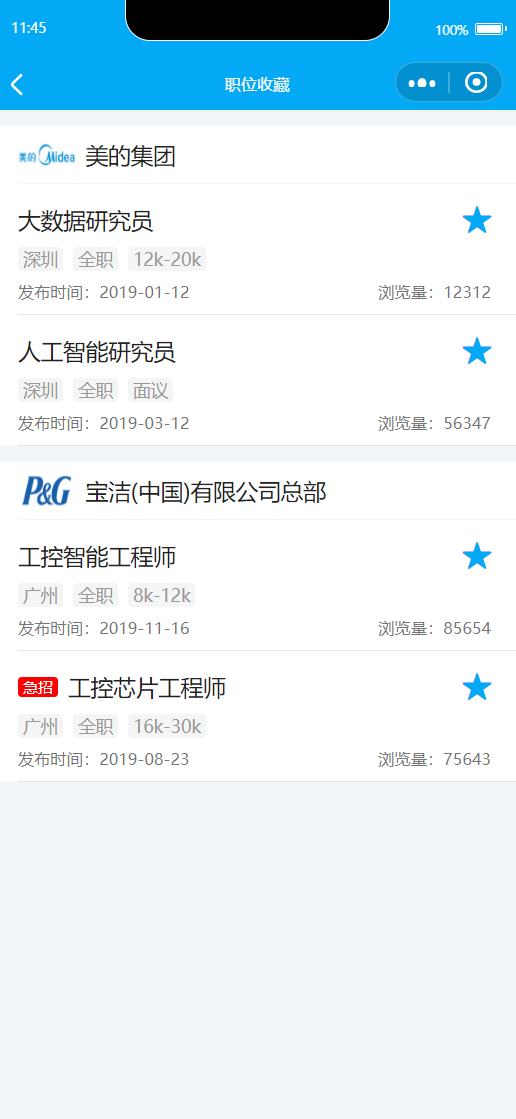 11:45 100%
职位收藏
美的 Midea 美的集团
大数据研究员
深圳 全职 12k-20k
发布时间：2019-01-12 浏览量：12312
人工智能研究员
深圳 全职 面议
发布时间：2019-03-12 浏览量：56347
P&G 宝洁(中国)有限公司总部
工控智能工程师
广州 全职 8k-12k
发布时间：2019-11-16 浏览量：85654
急招 工控芯片工程师
广州 全职 16k-30k
发布时间：2019-08-23 浏览量：75643